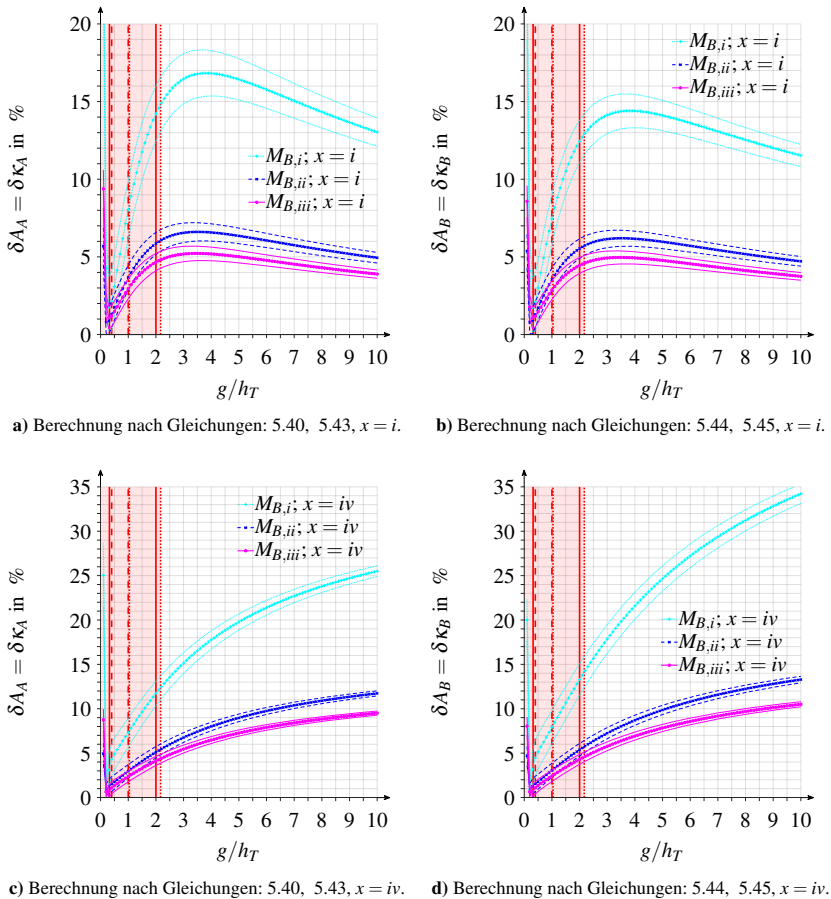 20
15
10
5
0
δA_A = δκ_A in %
M_{B,i}; x = i
M_{B,ii}; x = i
M_{B,iii}; x = i
0 1 2 3 4 5 6 7 8 9 10
g/h_T
a) Berechnung nach Gleichungen: 5.40, 5.43, x = i.
20
15
10
5
0
δA_B = δκ_B in %
M_{B,i}; x = i
M_{B,ii}; x = i
M_{B,iii}; x = i
0 1 2 3 4 5 6 7 8 9 10
g/h_T
b) Berechnung nach Gleichungen: 5.44, 5.45, x = i.
35
30
25
20
15
10
5
0
δA_A = δκ_A in %
M_{B,i}; x = iv
M_{B,ii}; x = iv
M_{B,iii}; x = iv
0 1 2 3 4 5 6 7 8 9 10
g/h_T
c) Berechnung nach Gleichungen: 5.40, 5.43, x = iv.
35
30
25
20
15
10
5
0
δA_B = δκ_B in %
M_{B,i}; x = iv
M_{B,ii}; x = iv
M_{B,iii}; x = iv
0 1 2 3 4 5 6 7 8 9 10
g/h_T
d) Berechnung nach Gleichungen: 5.44, 5.45, x = iv.